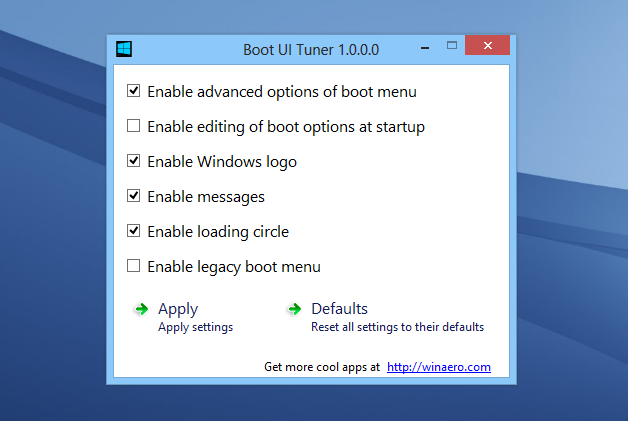 Boot UI Tuner 1.0.0.0
Enable advanced options of boot menu
Enable editing of boot options at startup
Enable Windows logo
Enable messages
Enable loading circle
Enable legacy boot menu
Apply
Apply settings
Defaults
Reset all settings to their defaults
Get more cool apps at http://winaero.com